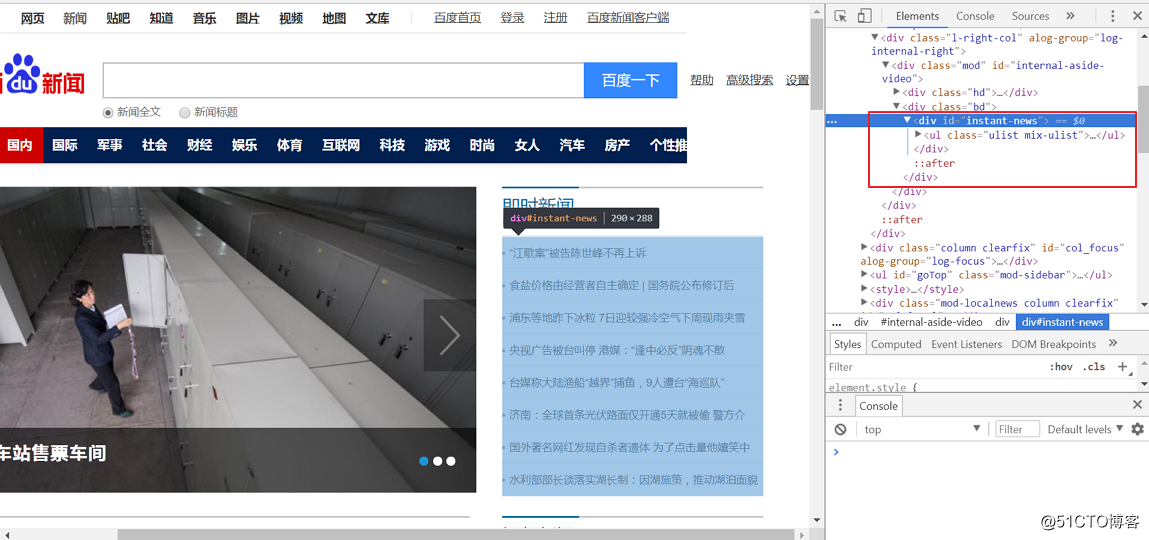 网页 新闻 贴吧 知道 音乐 图片 视频 地图 文库 百度首页 登录 注册 百度新闻客户端
du 新闻
百度一下 帮助 高级搜索 设置
新闻全文 新闻标题
国内 国际 军事 社会 财经 娱乐 体育 互联网 科技 游戏 时尚 女人 汽车 房产 个性推
即时新闻
div#instant-news 290×288
“江歌案”被告陈世峰不再上诉
食盐价格由经营者自主确定 | 国务院公布修订后
浦东等地昨下冰粒 7日迎较强冷空气下周现雨夹雪
央视广告被台叫停 港媒：“逢中必反”阴魂不散
台媒称大陆渔船“越界”捕鱼，9人遭台“海巡队”
济南：全球首条光伏路面仅开通5天就被偷 警方介
国外著名网红发现自杀者遗体 为了点击量他嬉笑中
水利部部长谈落实湖长制：因湖施策，推动湖泊面貌
车站售票车间
Elements Console Sources »
<div class="l-right-col" alog-group="log-
internal-right">
<div class="mod" id="internal-aside-
video">
<div class="hd">…</div>
<div class="bd">
<div id="instant-news"> == $0
<ul class="ulist mix-ulist">…</ul>
</div>
::after
</div>
</div>
</div>
::after
</div>
<div class="column clearfix" id="col_focus"
alog-group="log-focus">…</div>
<ul id="goTop" class="mod-sidebar">…</ul>
<style>…</style>
<div class="mod-localnews column clearfix"
... div #internal-aside-video div div#instant-news
Styles Computed Event Listeners DOM Breakpoints »
Filter :hov .cls +
element.style {
Console
top Filter Default levels
@51CTO博客